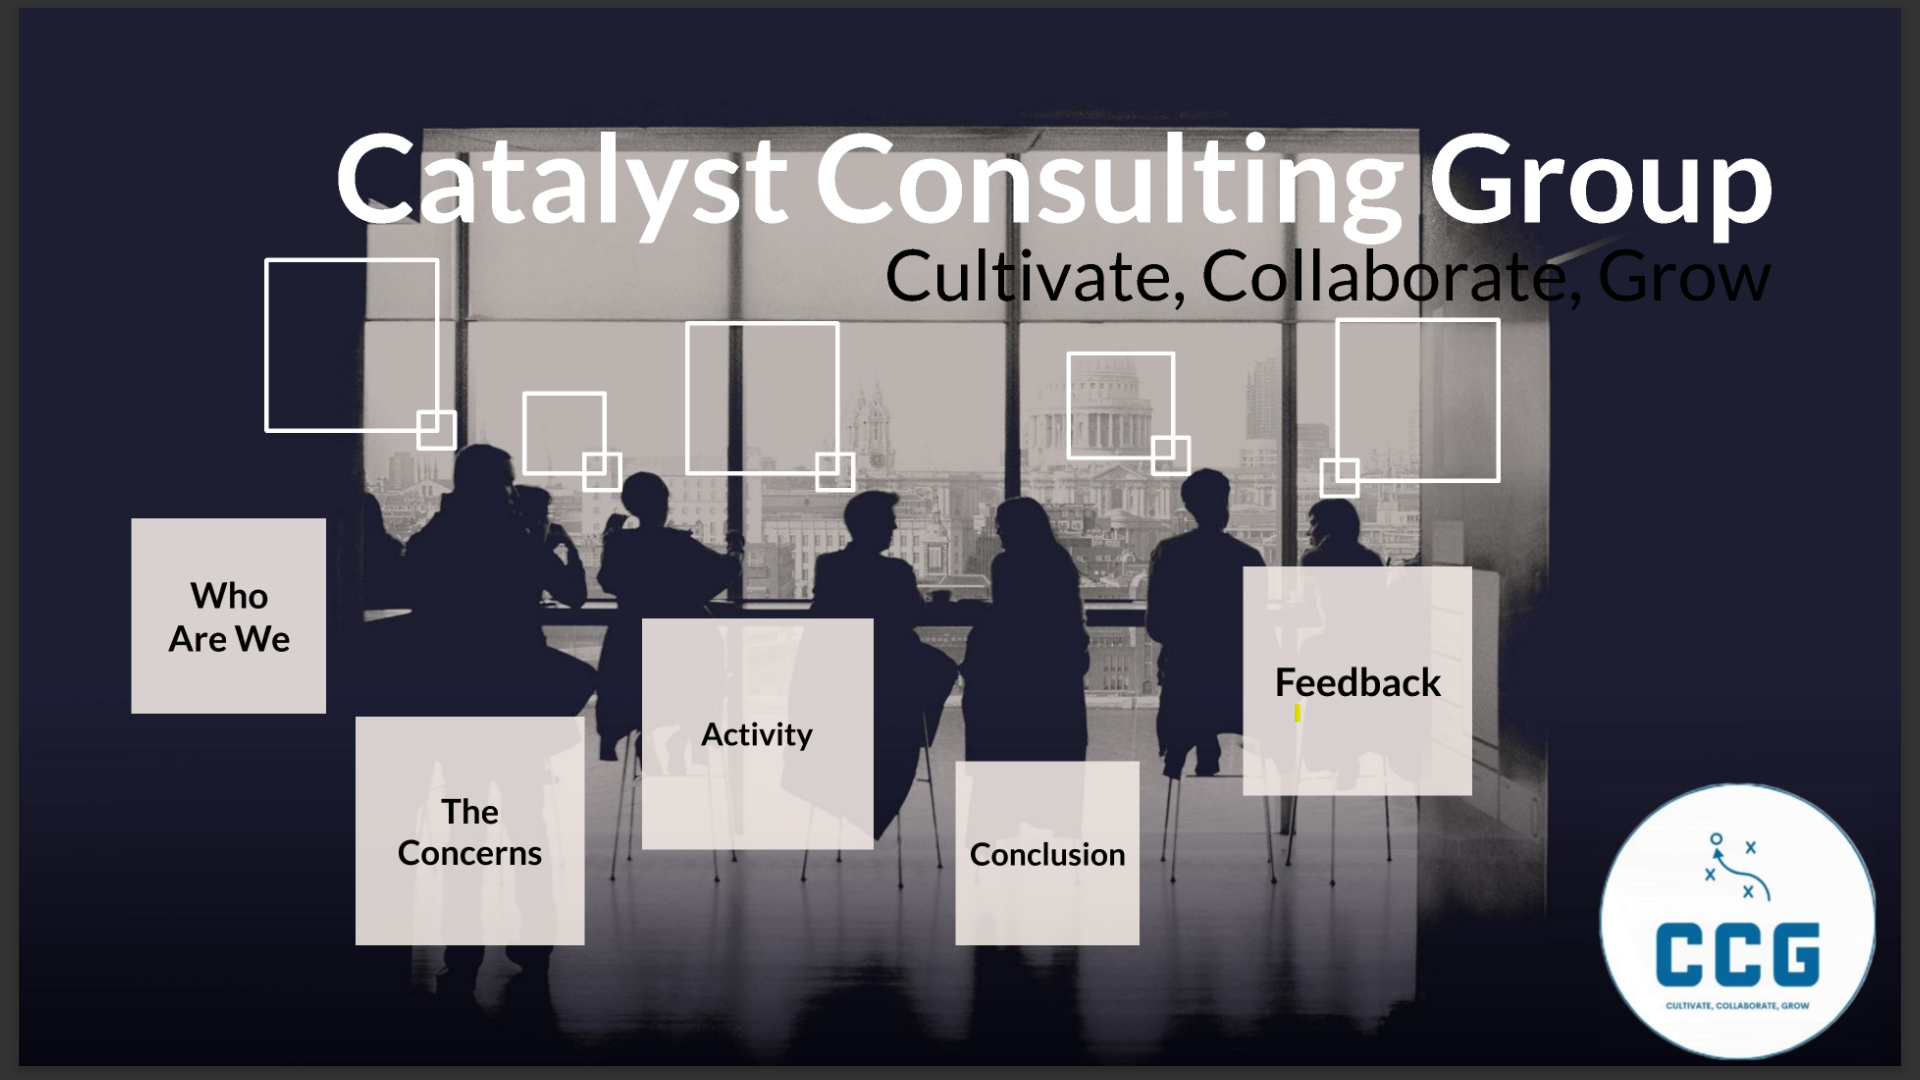 Catalyst Consulting Group
Cultivate, Collaborate, Grow
Who
Are We
The
Concerns
Activity
Conclusion
Feedback
CCG
CULTIVATE, COLLABORATE, GROW